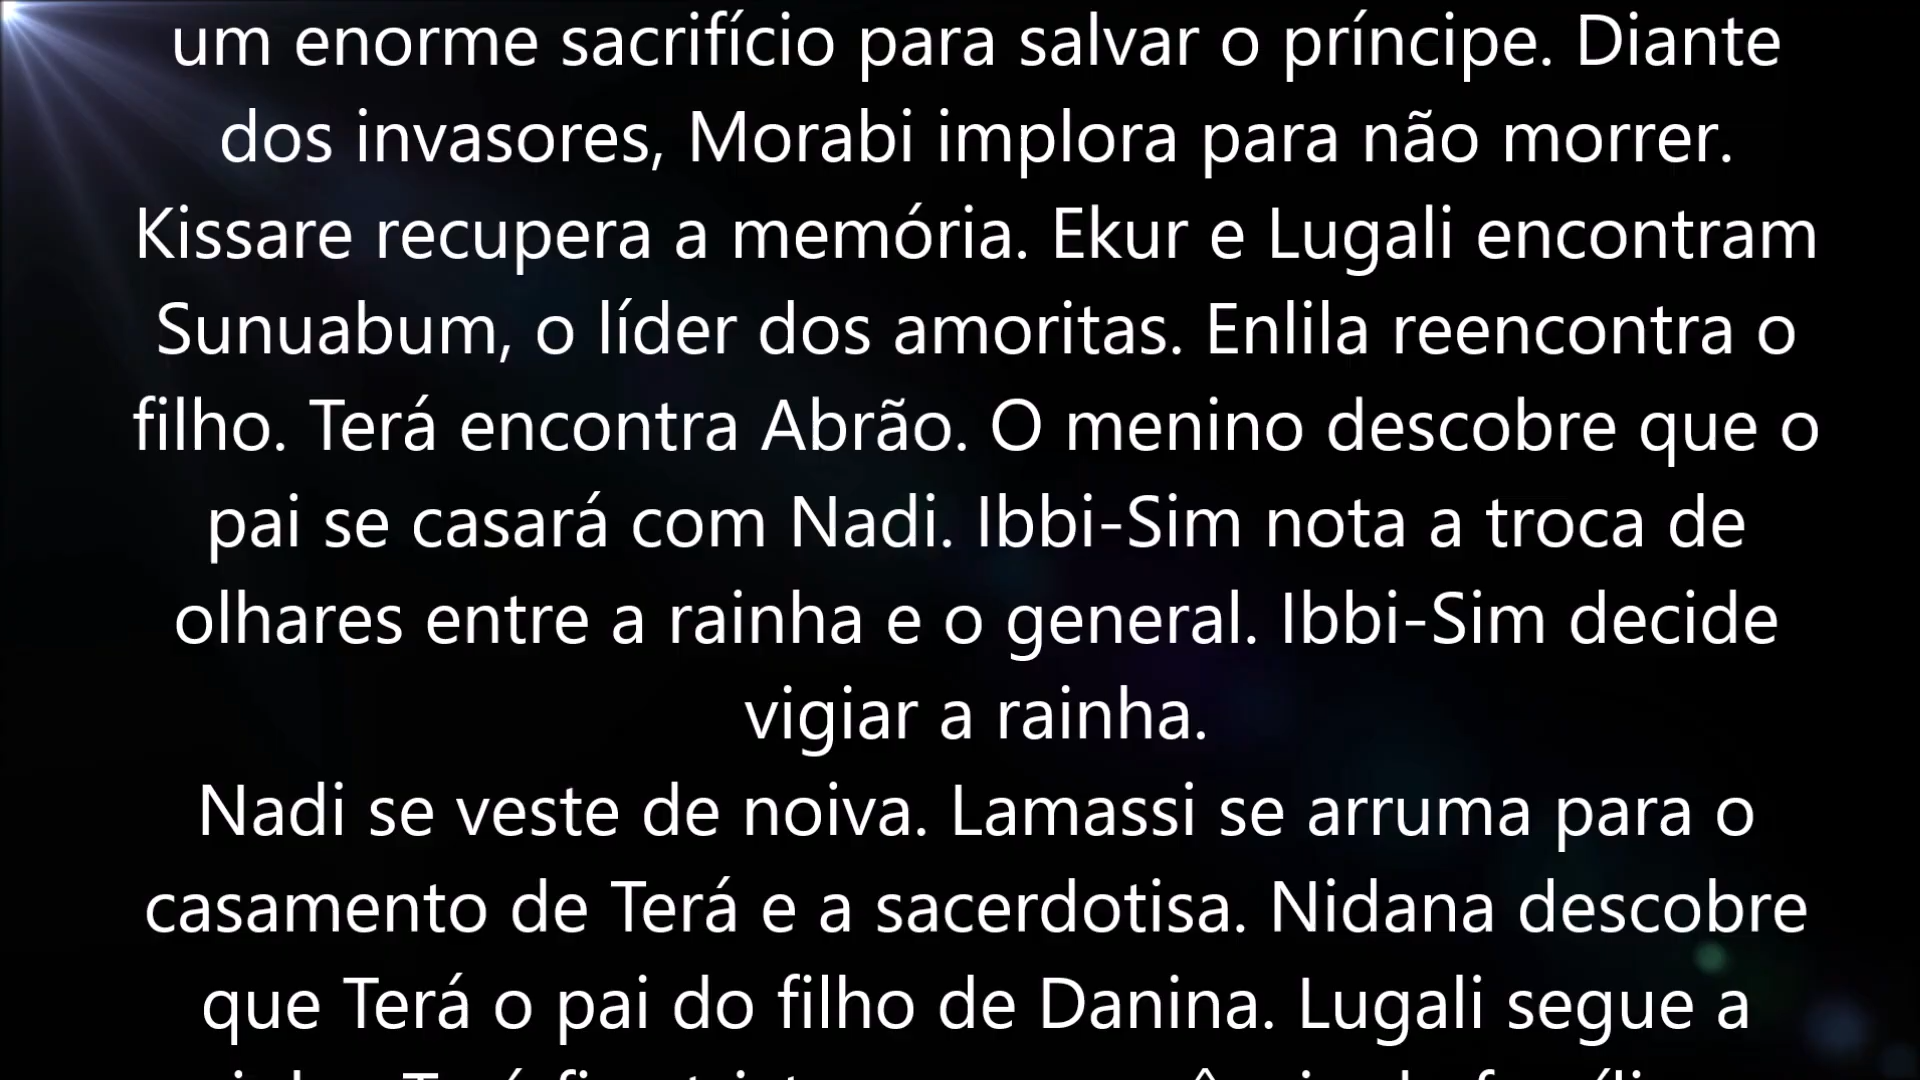 um enorme sacrifício para salvar o príncipe. Diante
dos invasores, Morabi implora para não morrer.
Kissare recupera a memória. Ekur e Lugali encontram
Sunuabum, o líder dos amoritas. Enlila reencontra o
filho. Terá encontra Abrão. O menino descobre que o
pai se casará com Nadi. Ibbi-Sim nota a troca de
olhares entre a rainha e o general. Ibbi-Sim decide
vigiar a rainha.
Nadi se veste de noiva. Lamassi se arruma para o
casamento de Terá e a sacerdotisa. Nidana descobre
que Terá o pai do filho de Danina. Lugali segue a